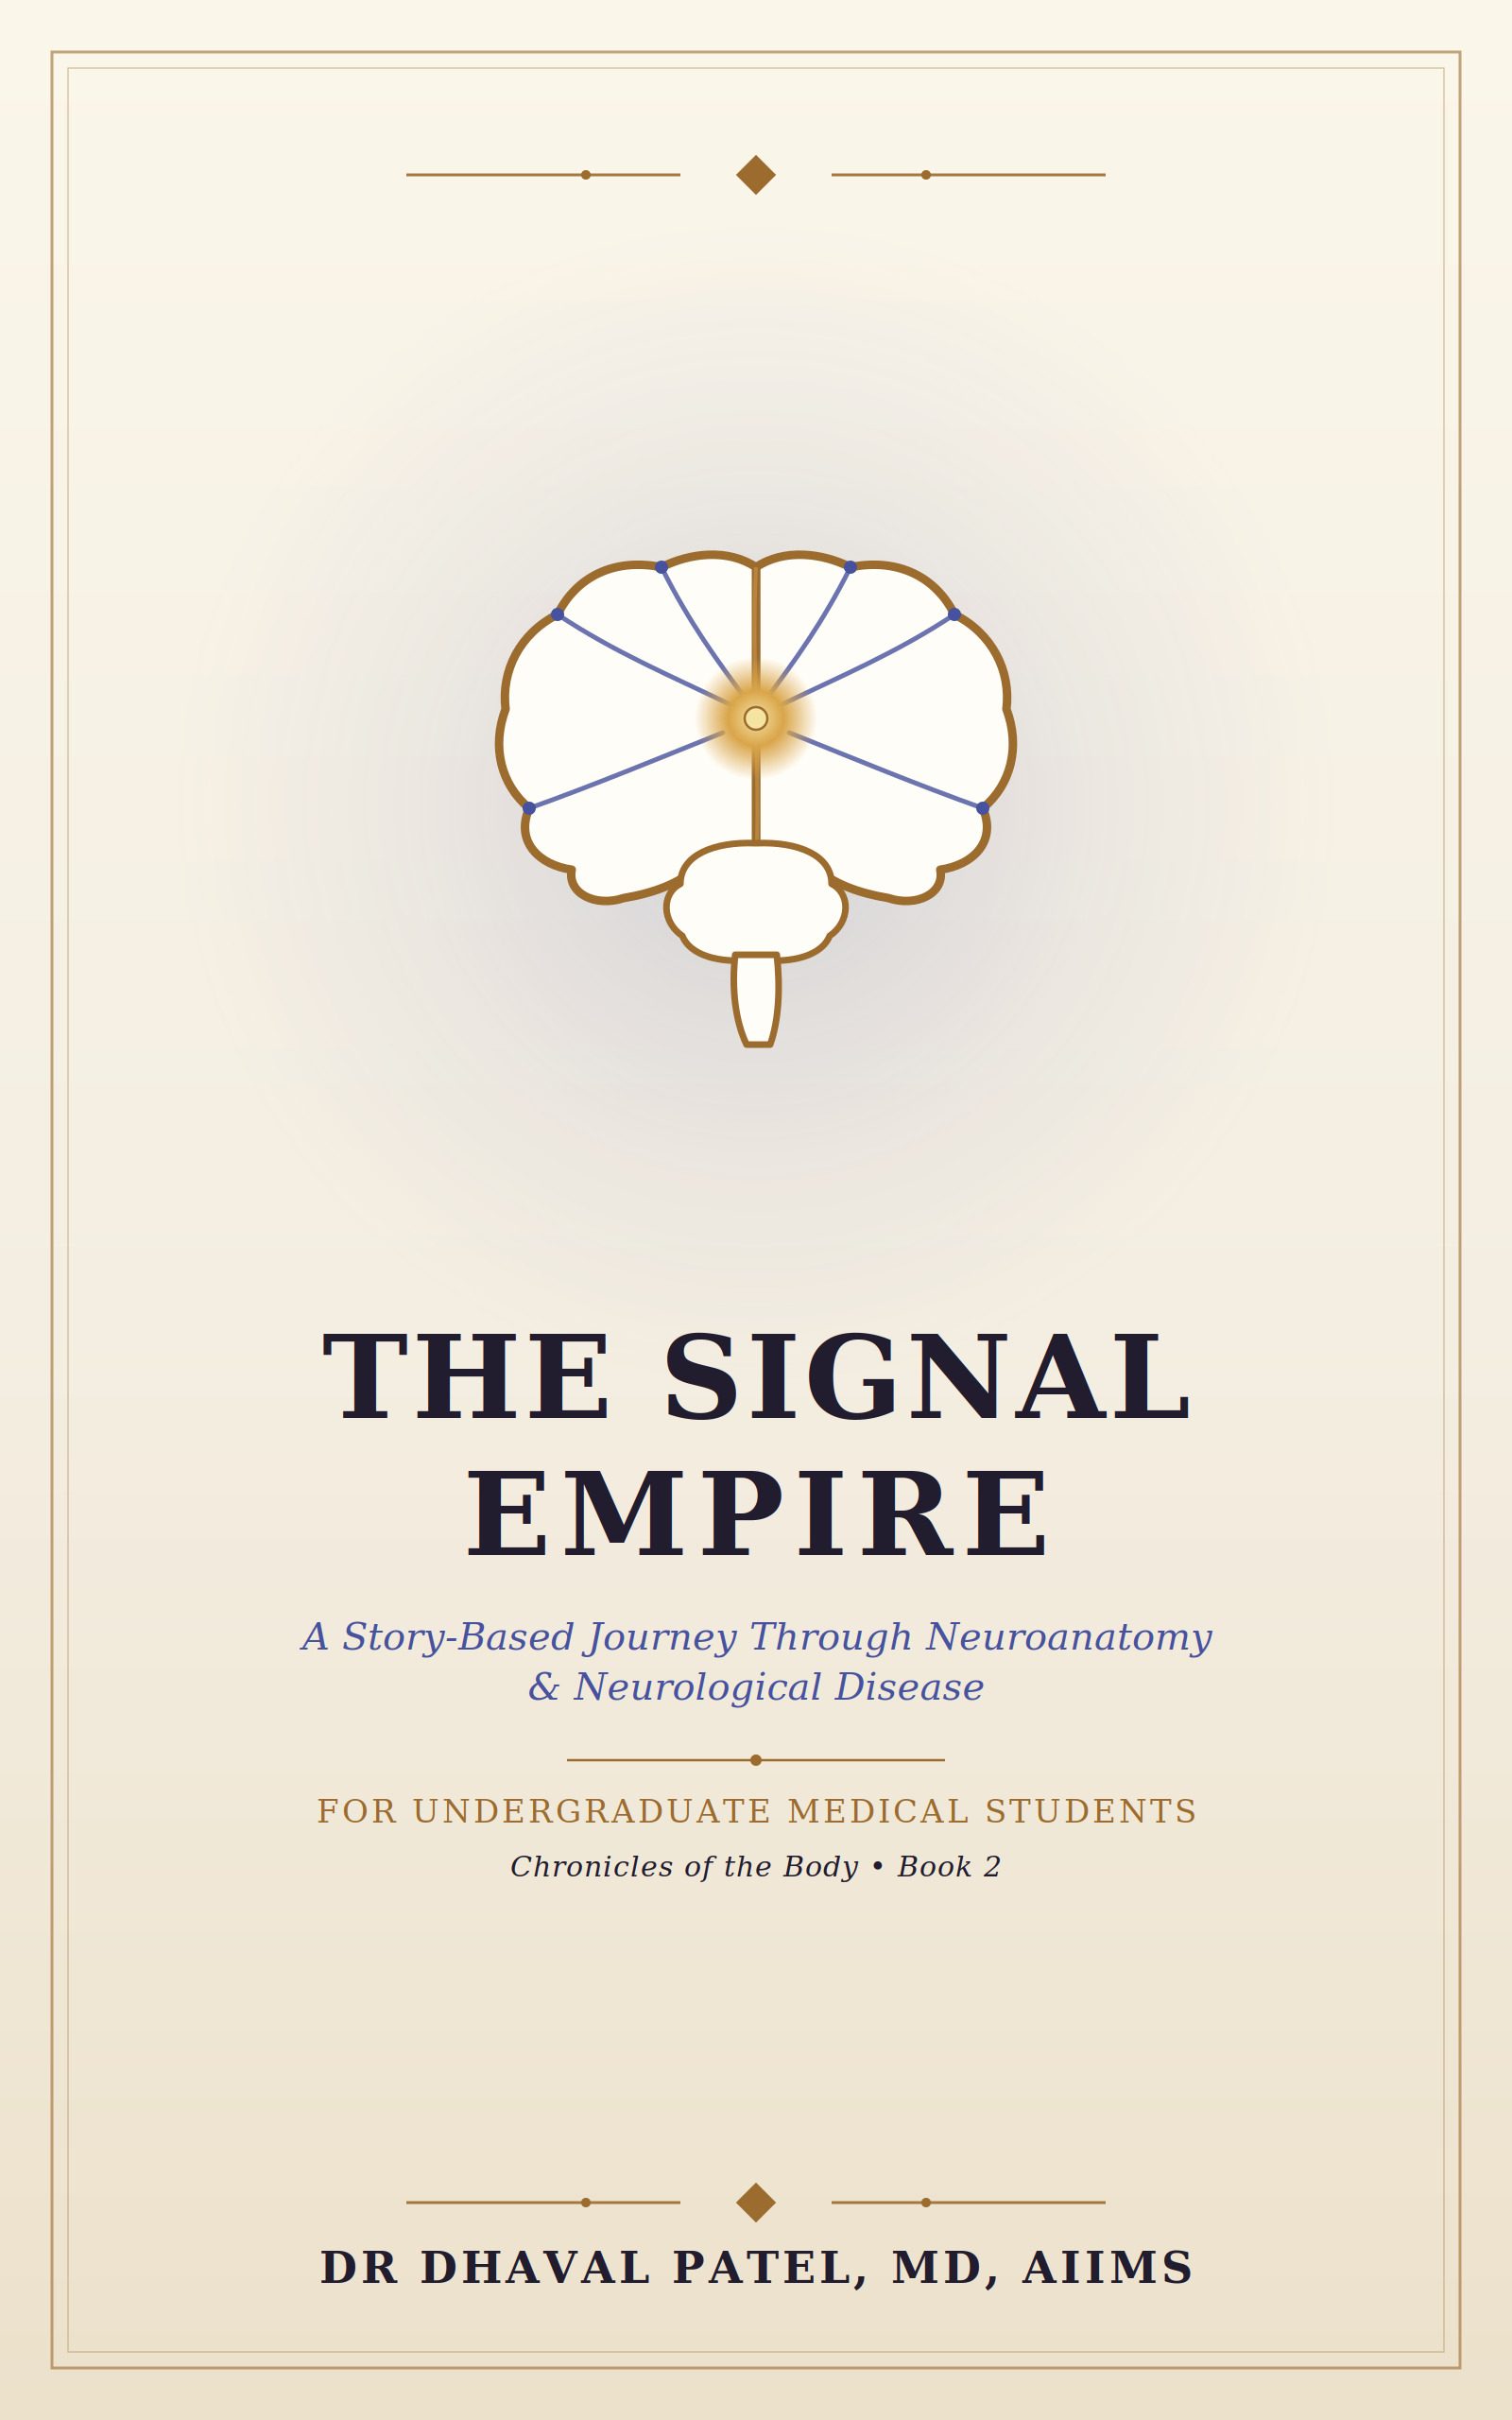 THE SIGNAL
EMPIRE
A Story-Based Journey Through Neuroanatomy
& Neurological Disease
FOR UNDERGRADUATE MEDICAL STUDENTS
Chronicles of the Body • Book 2
DR DHAVAL PATEL, MD, AIIMS